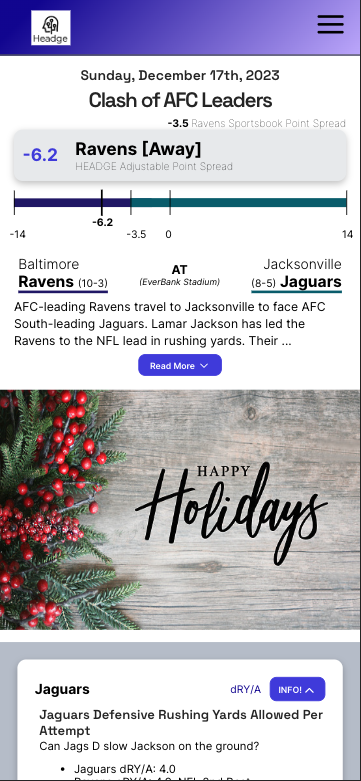 Headge
Sunday, December 17th, 2023
Clash of AFC Leaders
-3.5 Ravens Sportsbook Point Spread
-6.2 Ravens [Away]
HEADGE Adjustable Point Spread
-6.2
-14 -3.5 0 14
Baltimore
Ravens (10-3)
AT
(EverBank Stadium)
Jacksonville
(8-5) Jaguars
AFC-leading Ravens travel to Jacksonville to face AFC
South-leading Jaguars. Lamar Jackson has led the
Ravens to the NFL lead in rushing yards. Their ...
Read More
HAPPY
Holidays
Jaguars dRY/A INFO!
Jaguars Defensive Rushing Yards Allowed Per
Attempt
Can Jags D slow Jackson on the ground?
• Jaguars dRY/A: 4.0